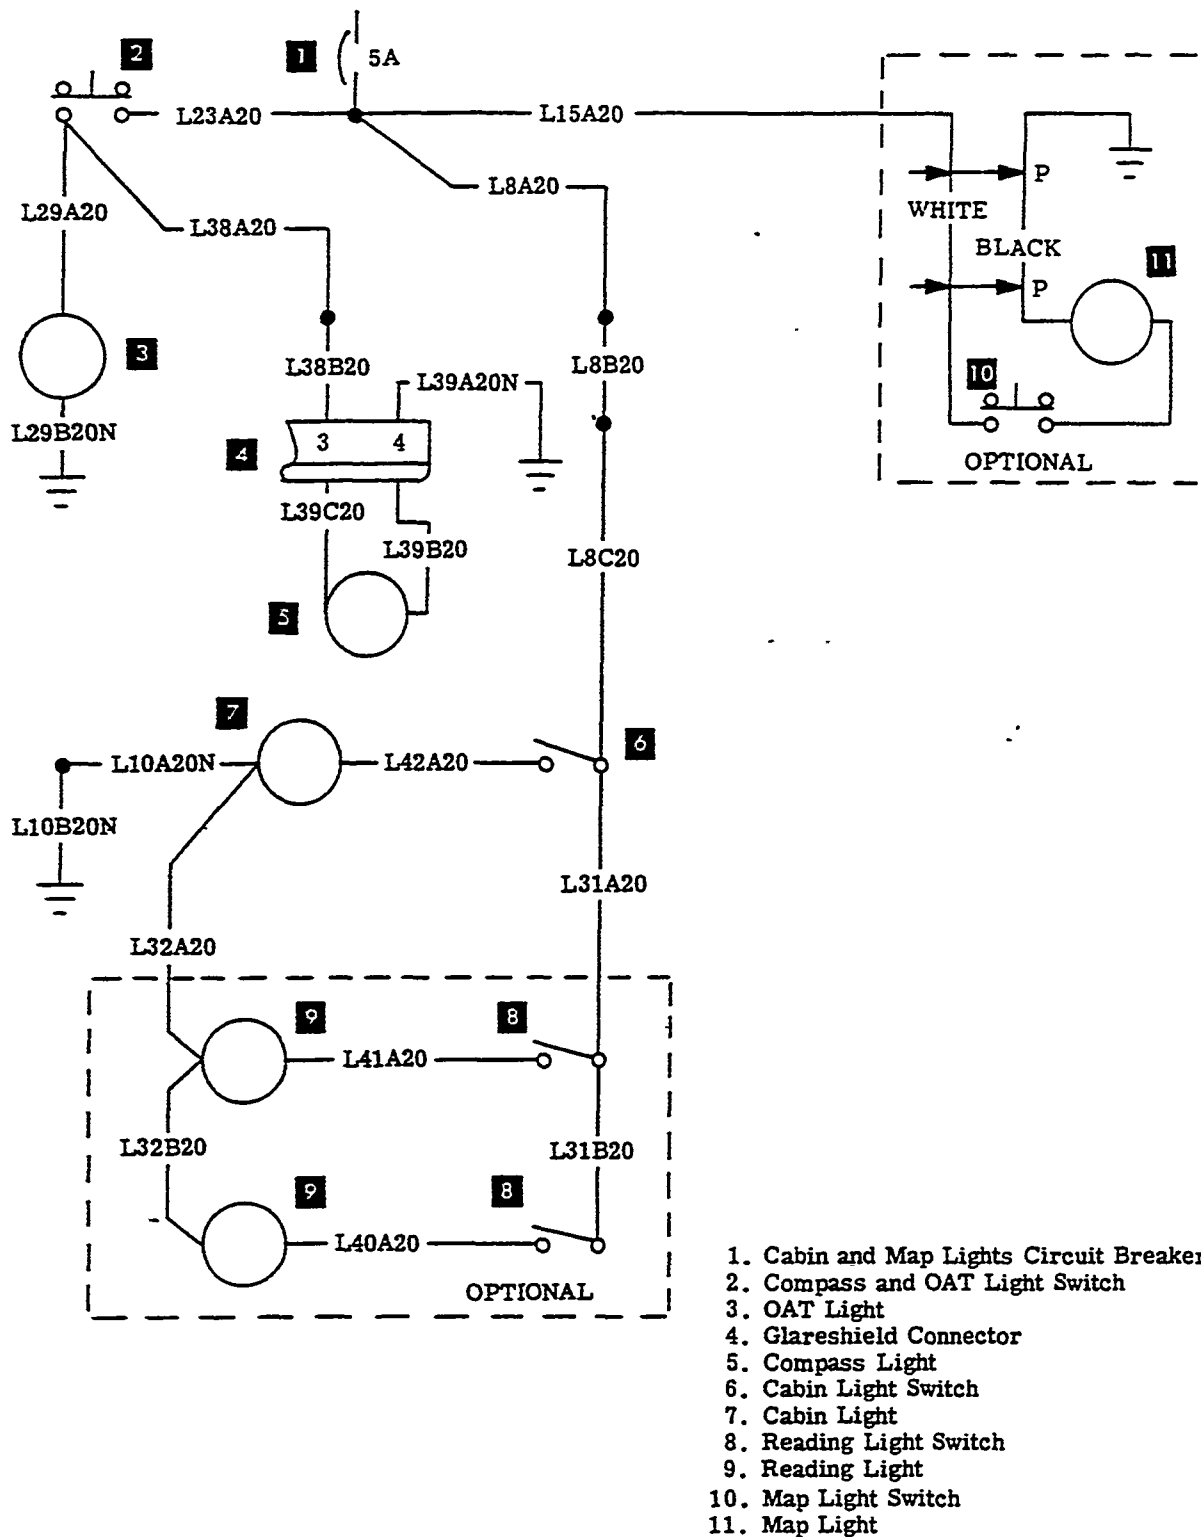 2
1
5A
L23A20
L15A20
L8A20
P
WHITE
L29A20
L38A20
BLACK
11
P
3
L38B20
L39A20N
L8B20
10
L29B20N
4
3
4
OPTIONAL
L39C20
L39B20
L8C20
5
7
6
L10A20N
L42A20
L10B20N
L31A20
L32A20
9
8
L41A20
L32B20
L31B20
9
8
L40A20
OPTIONAL
1. Cabin and Map Lights Circuit Breaker
2. Compass and OAT Light Switch
3. OAT Light
4. Glareshield Connector
5. Compass Light
6. Cabin Light Switch
7. Cabin Light
8. Reading Light Switch
9. Reading Light
10. Map Light Switch
11. Map Light